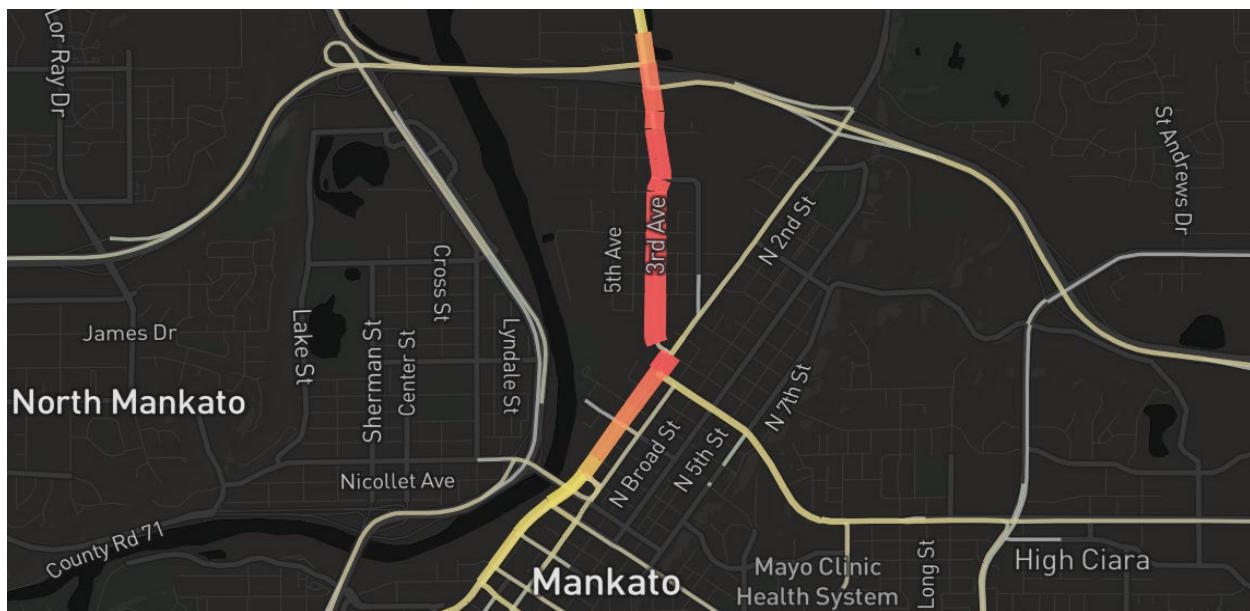 Lor Ray Dr
St Andrews Dr
N 2nd St
3rd Ave
5th Ave
Cross St
James Dr
Lake St
Sherman St
Center St
Lyndale St
North Mankato
N 7th St
N Broad St
N 5th St
Nicollet Ave
County Rd 71
Mankato
Mayo Clinic
Health System
Long St
High Ciara